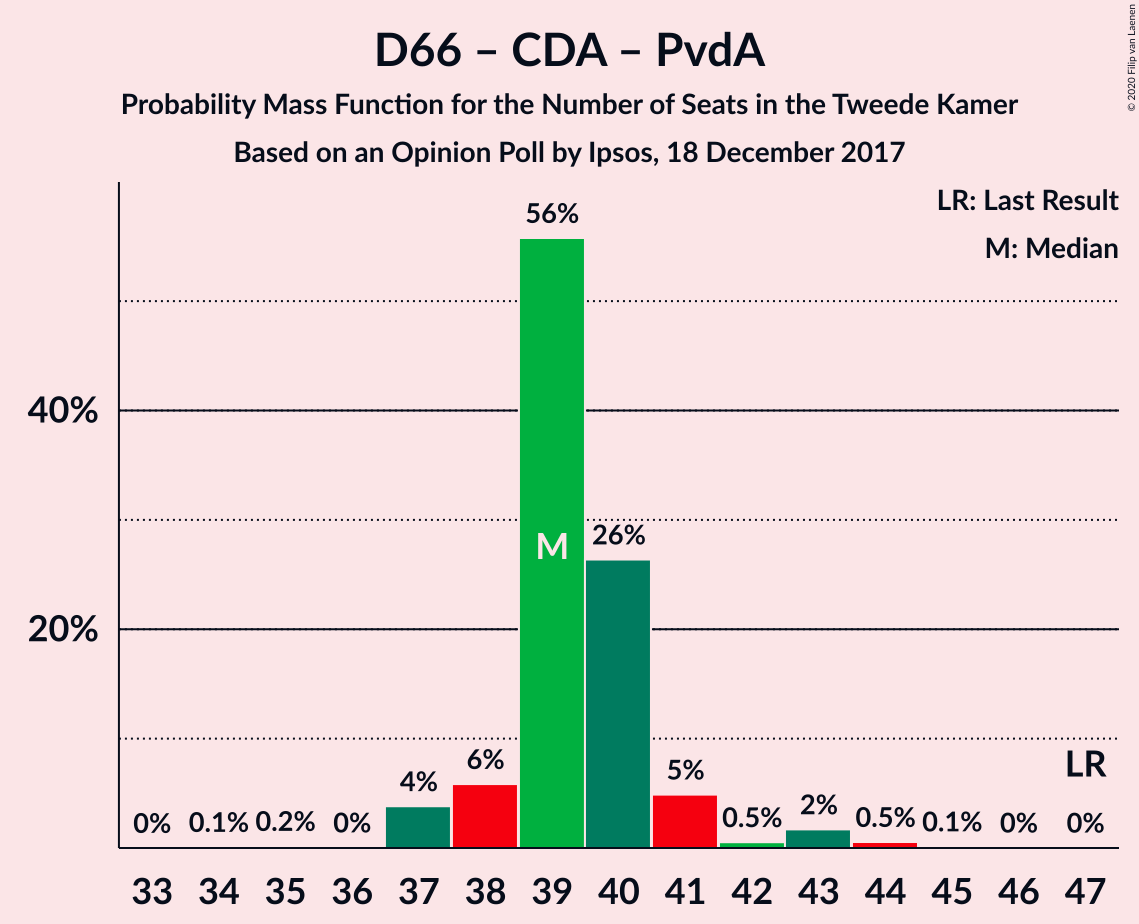 © 2020 Filip van Laenen
D66 – CDA – PvdA
Probability Mass Function for the Number of Seats in the Tweede Kamer
Based on an Opinion Poll by Ipsos, 18 December 2017
LR: Last Result
M: Median
56%
40%
M
26%
20%
LR
0% 0.1% 0.2% 0% 4% 6% 5% 0.5% 2% 0.5% 0.1% 0% 0%
33 34 35 36 37 38 39 40 41 42 43 44 45 46 47